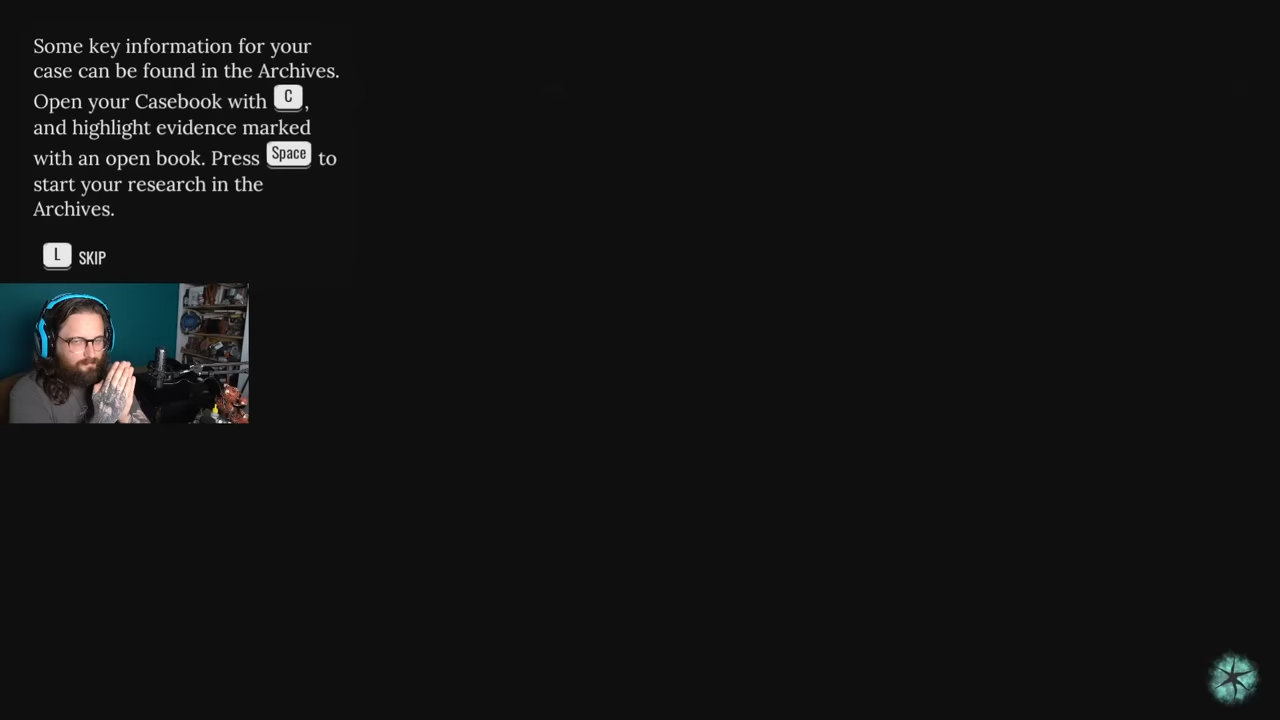 Some key information for your
case can be found in the Archives.
Open your Casebook with C,
and highlight evidence marked
with an open book. Press Space to
start your research in the
Archives.
L SKIP